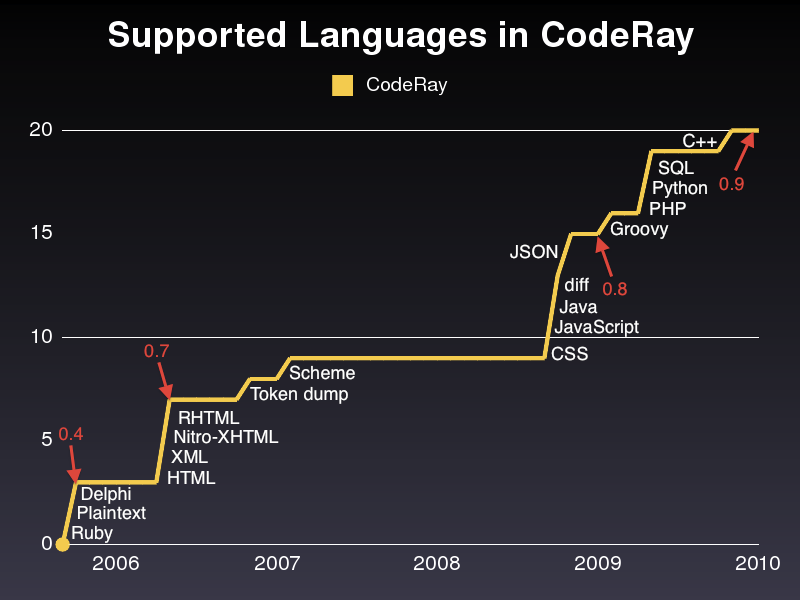 Supported Languages in CodeRay
CodeRay
20
C++
SQL
0.9
Python
PHP
15
Groovy
JSON
diff
0.8
Java
JavaScript
10
0.7
CSS
Scheme
Token dump
RHTML
5
0.4
Nitro-XHTML
XML
HTML
Delphi
Plaintext
Ruby
0
2006
2007
2008
2009
2010